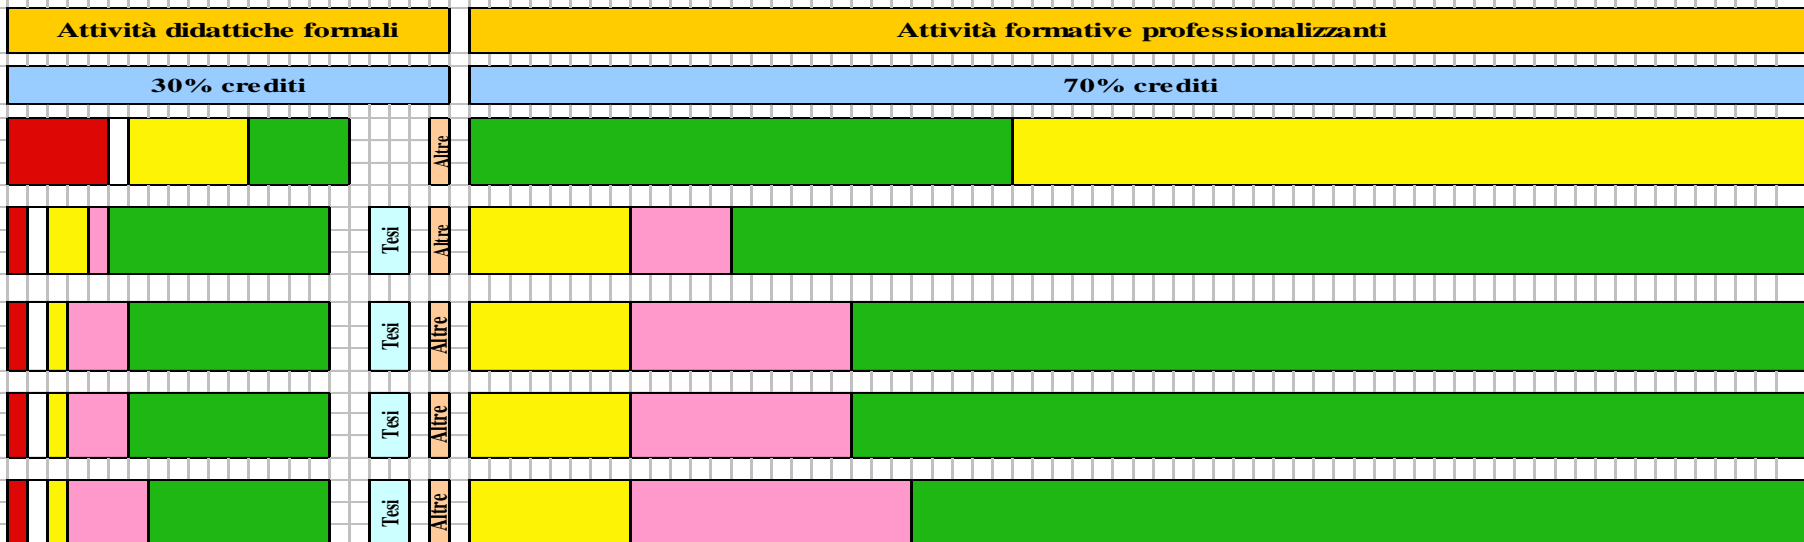 Attività didattiche formali
Attività formative professionalizzanti
30% crediti
70% crediti
Altre
Tesi
Altre
Tesi
Altre
Tesi
Altre
Tesi
Altre